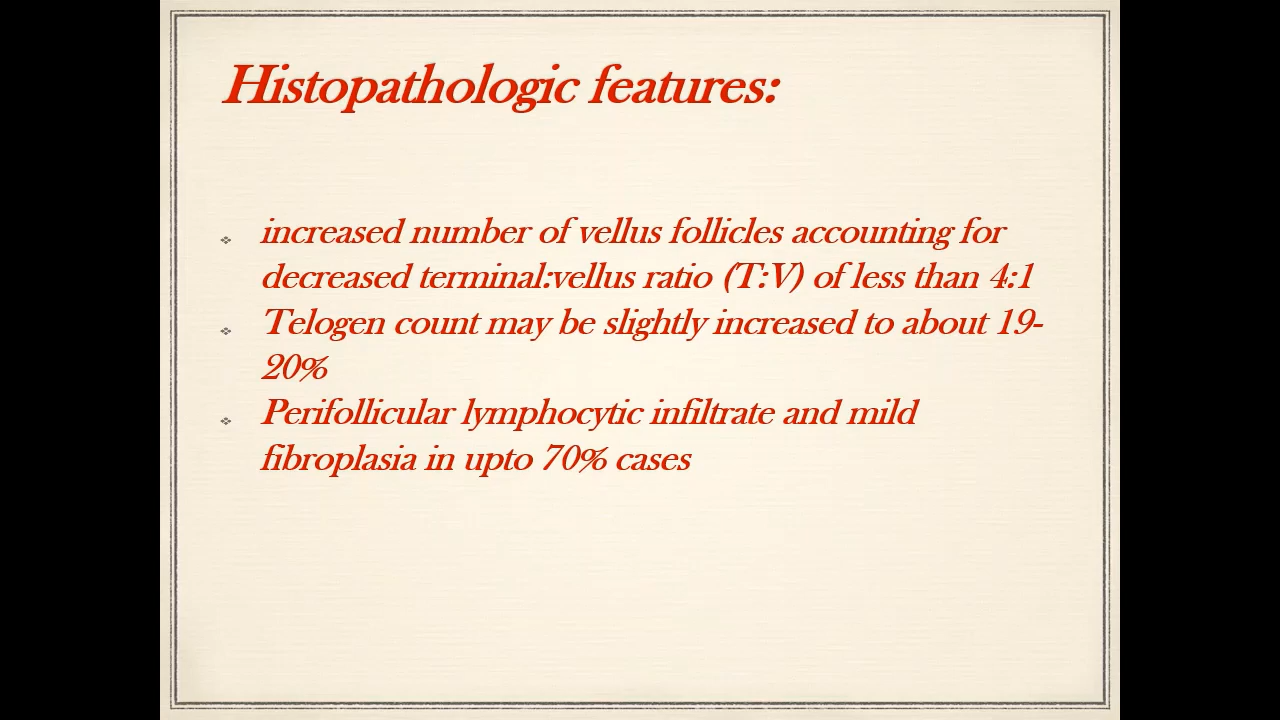 Histopathologic features:
increased number of vellus follicles accounting for
decreased terminal:vellus ratio (T:V) of less than 4:1
Telogen count may be slightly increased to about 19-
20%
Perifollicular lymphocytic infiltrate and mild
fibroplasia in upto 70% cases